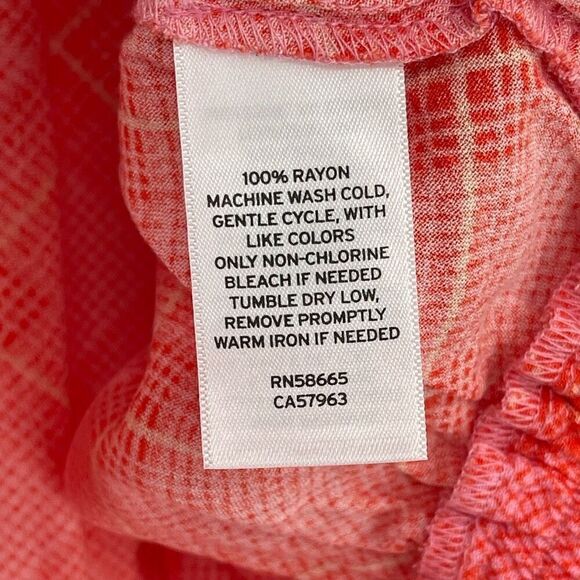 100% RAYON
MACHINE WASH COLD,
GENTLE CYCLE, WITH
LIKE COLORS
ONLY NON-CHLORINE
BLEACH IF NEEDED
TUMBLE DRY LOW,
REMOVE PROMPTLY
WARM IRON IF NEEDED
RN58665
CA57963